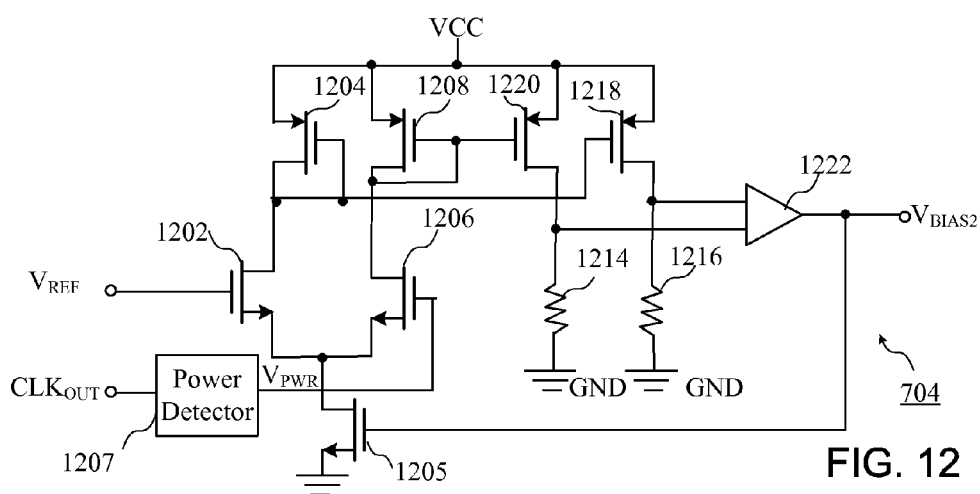 VCC
1204
1208
1220
1218
1222
1202
1206
VREF
VBIAS2
1214
1216
CLKOUT
Power
Detector
VPWR
GND
GND
704
1207
1205
FIG. 12